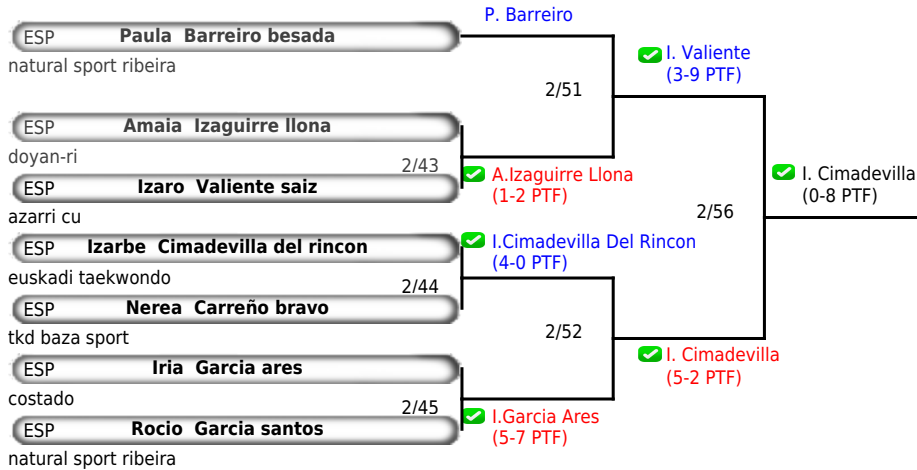 P. Barreiro
ESP Paula Barreiro besada
natural sport ribeira
I. Valiente
(3-9 PTF)
2/51
ESP Amaia Izaguirre llona
doyan-ri
2/43
A.Izaguirre Llona
(1-2 PTF)
ESP Izaro Valiente saiz
azarri cu
I. Cimadevilla
(0-8 PTF)
2/56
ESP Izarbe Cimadevilla del rincon
euskadi taekwondo
I.Cimadevilla Del Rincon
(4-0 PTF)
2/44
ESP Nerea Carreño bravo
tkd baza sport
2/52
I. Cimadevilla
(5-2 PTF)
ESP Iria Garcia ares
costado
2/45
I.Garcia Ares
(5-7 PTF)
ESP Rocio Garcia santos
natural sport ribeira